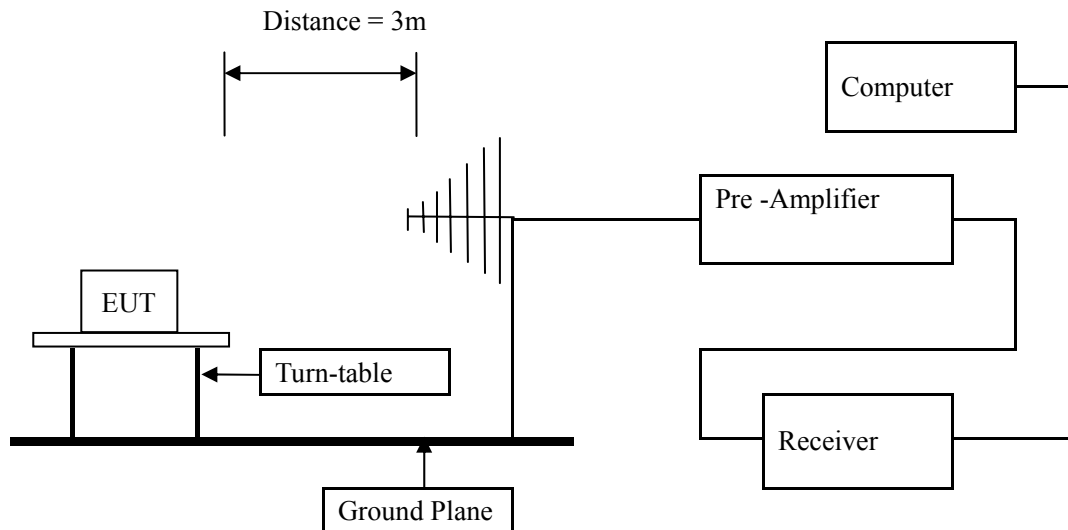 Distance = 3m
Computer
Pre -Amplifier
EUT
Turn-table
Receiver
Ground Plane